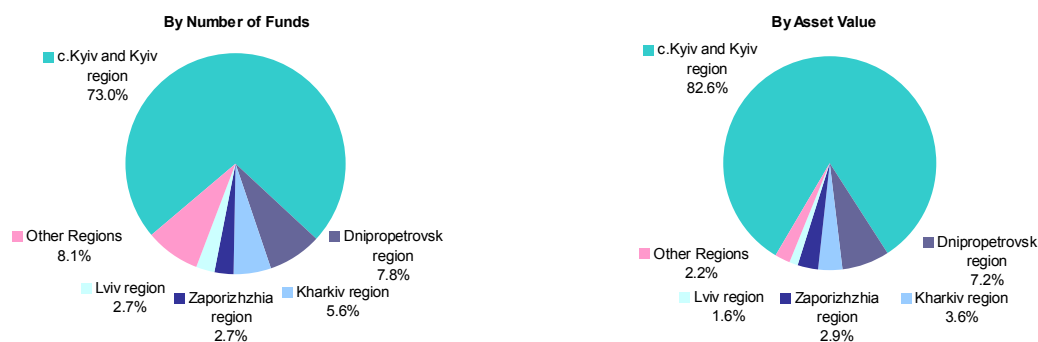 By Number of Funds
c.Kyiv and Kyiv
region
73.0%
Other Regions
8.1%
Lviv region
2.7%
Zaporizhzhia
region
2.7%
Kharkiv region
5.6%
Dnipropetrovsk
region
7.8%
By Asset Value
c.Kyiv and Kyiv
region
82.6%
Other Regions
2.2%
Lviv region
1.6%
Zaporizhzhia
region
2.9%
Kharkiv region
3.6%
Dnipropetrovsk
region
7.2%